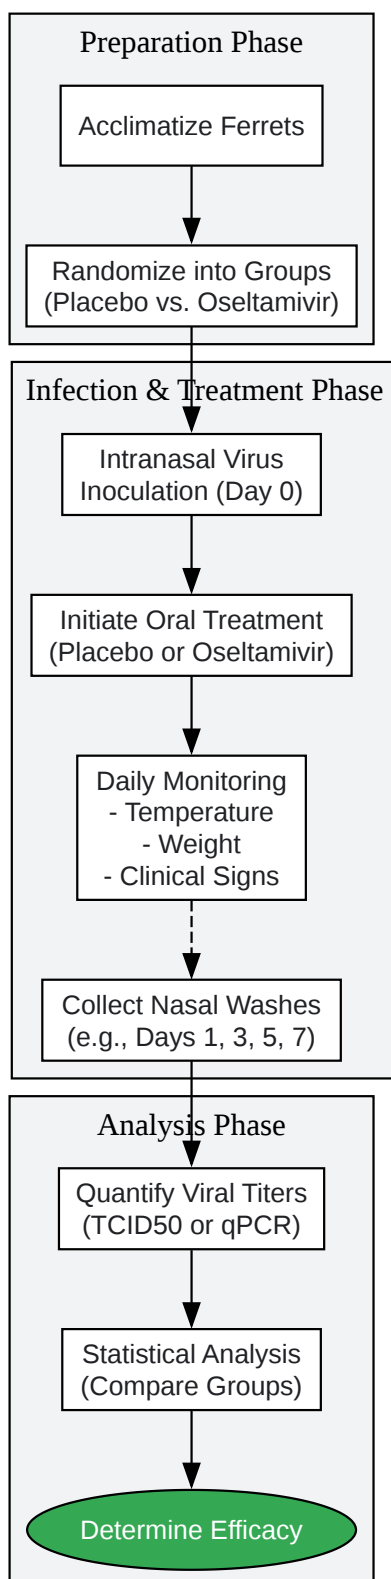 Preparation Phase
Acclimatize Ferrets
Randomize into Groups
(Placebo vs. Oseltamivir)
Infection & Treatment Phase
Intranasal Virus
Inoculation (Day 0)
Initiate Oral Treatment
(Placebo or Oseltamivir)
Daily Monitoring
- Temperature
- Weight
- Clinical Signs
Collect Nasal Washes
(e.g., Days 1, 3, 5, 7)
Analysis Phase
Quantify Viral Titers
(TCID50 or qPCR)
Statistical Analysis
(Compare Groups)
Determine Efficacy